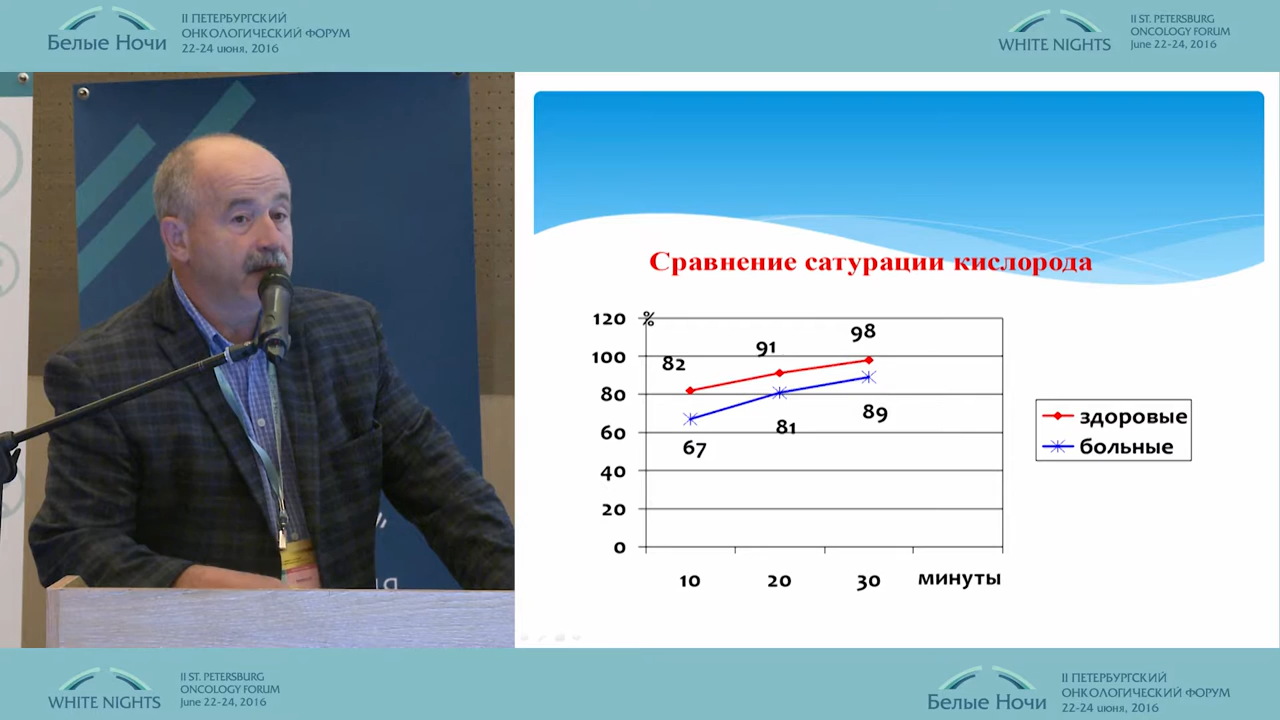 Белые Ночи
II ПЕТЕРБУРГСКИЙ
ОНКОЛОГИЧЕСКИЙ ФОРУМ
22-24 июня, 2016
WHITE NIGHTS
II ST. PETERSBURG
ONCOLOGY FORUM
June 22-24, 2016
Сравнение сатурации кислорода
%
120
100
80
60
40
20
0
82
91
98
67
81
89
10 20 30 минуты
здоровые
больные
WHITE NIGHTS
II ST. PETERSBURG
ONCOLOGY FORUM
June 22-24, 2016
Белые Ночи
II ПЕТЕРБУРГСКИЙ
ОНКОЛОГИЧЕСКИЙ ФОРУМ
22-24 июня, 2016